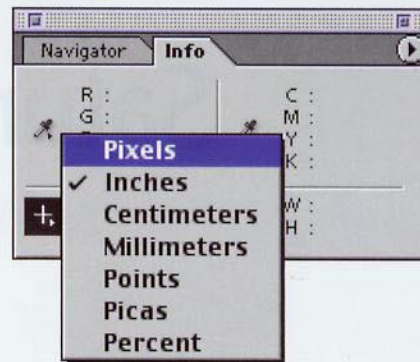 Navigator Info
R : C :
G : M :
Y :
K :
Pixels
✓ Inches
Centimeters W :
Millimeters H :
Points
Picas
Percent